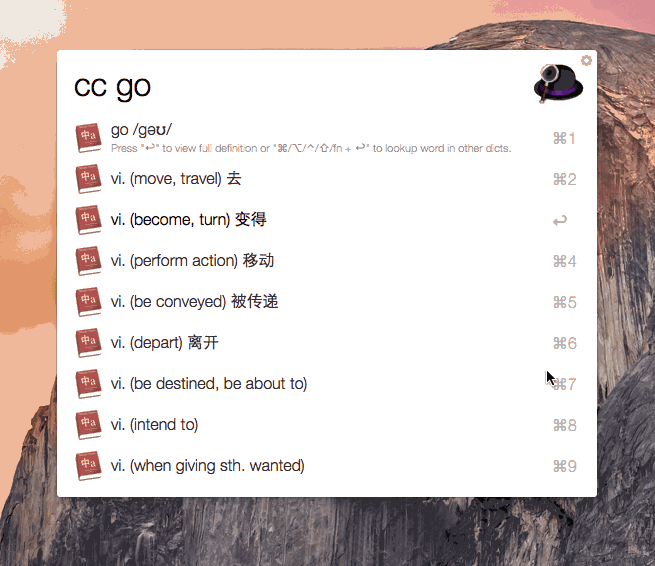 cc go
go /ɡəʊ/ ⌘1
Press "↩" to view full definition or "⌘/⌥/^/⇧/fn + ↩" to lookup word in other dicts.
vi. (move, travel) 去 ⌘2
vi. (become, turn) 变得 ↩
vi. (perform action) 移动 ⌘4
vi. (be conveyed) 被传递 ⌘5
vi. (depart) 离开 ⌘6
vi. (be destined, be about to) ⌘7
vi. (intend to) ⌘8
vi. (when giving sth. wanted) ⌘9